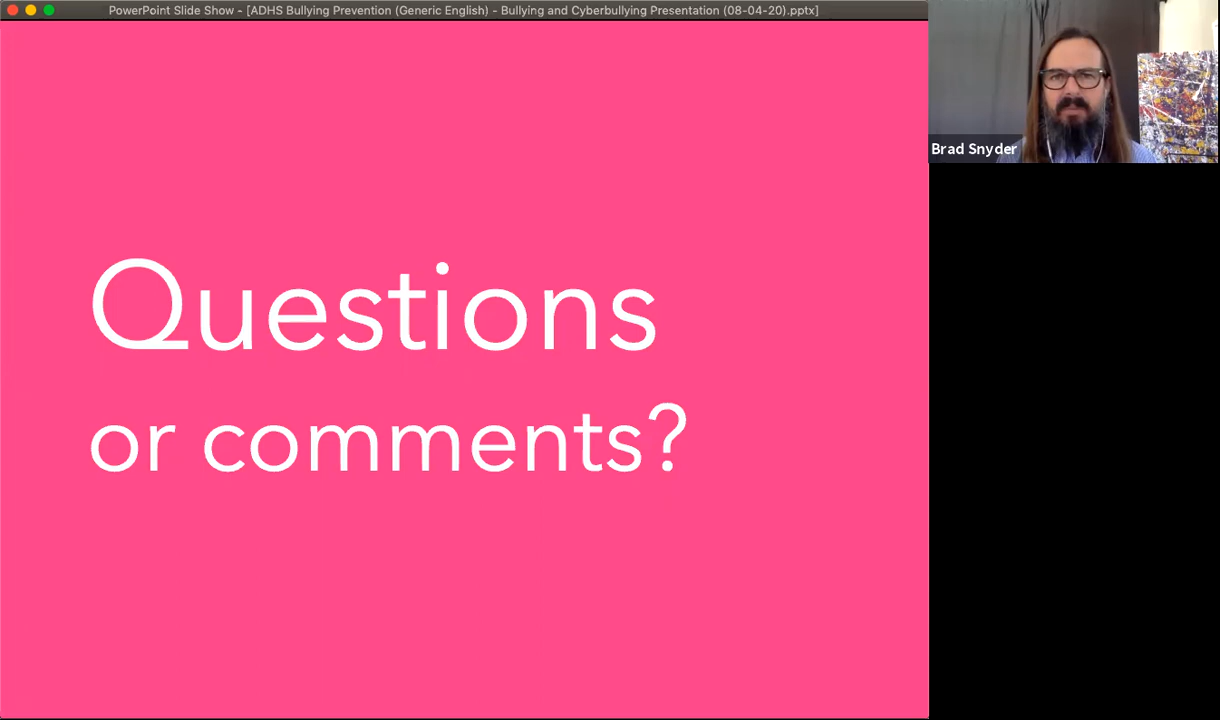 PowerPoint Slide Show - [ADHS Bullying Prevention (Generic English) - Bullying and Cyberbullying Presentation (08-04-20).pptx]
Brad Snyder
Questions
or comments?